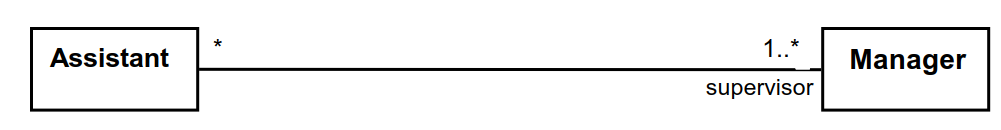 Assistant
*
1..*
supervisor
Manager